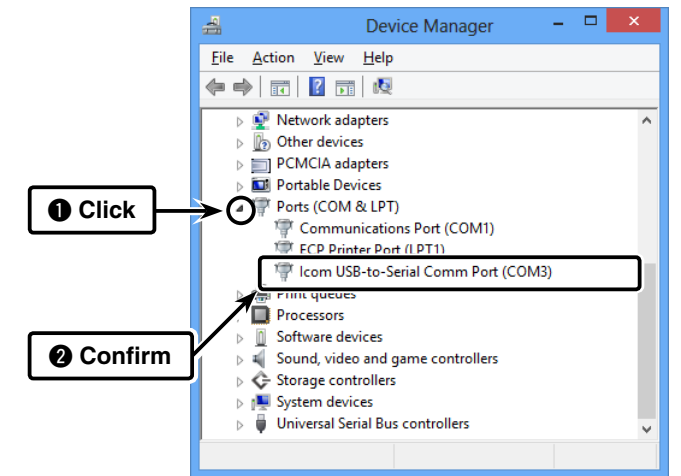 Device Manager
File Action View Help
Network adapters
Other devices
PCMCIA adapters
Portable Devices
❶ Click
Ports (COM & LPT)
Communications Port (COM1)
ECP Printer Port (LPT1)
Icom USB-to-Serial Comm Port (COM3)
Print queues
Processors
❷ Confirm
Software devices
Sound, video and game controllers
Storage controllers
System devices
Universal Serial Bus controllers